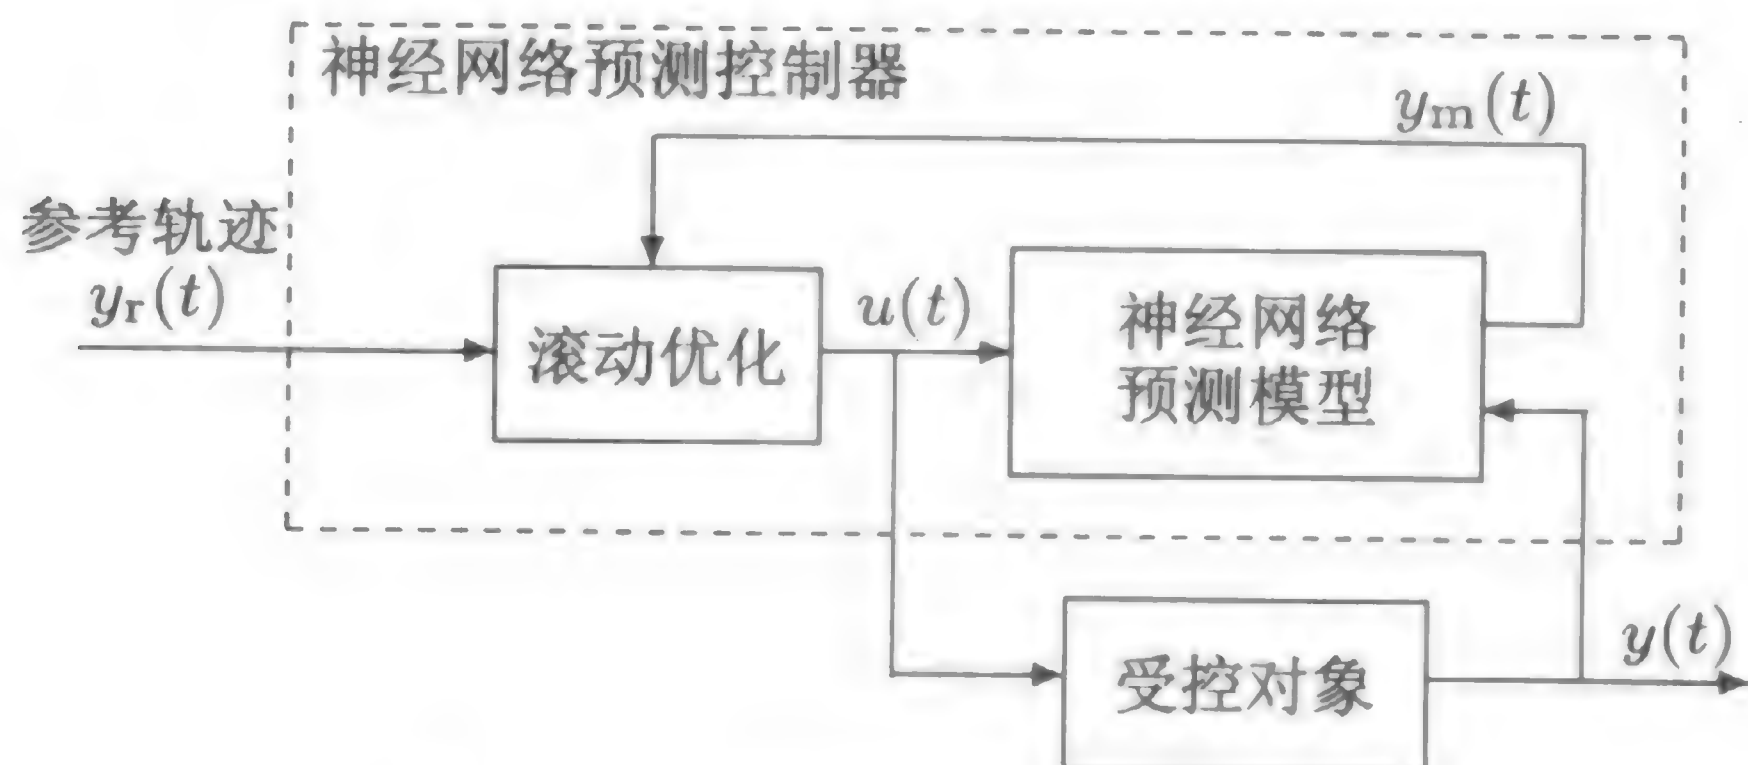 神经网络预测控制器
y_m(t)
参考轨迹
y_r(t)
滚动优化
u(t)
神经网络
预测模型
受控对象
y(t)